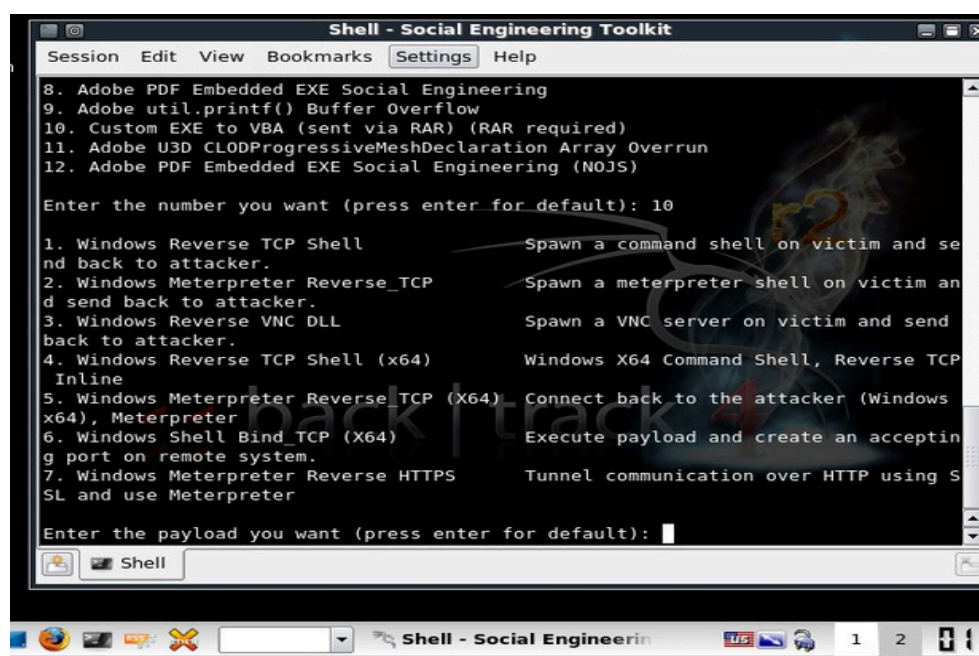 Shell - Social Engineering Toolkit
Session Edit View Bookmarks Settings Help
8. Adobe PDF Embedded EXE Social Engineering
9. Adobe util.printf() Buffer Overflow
10. Custom EXE to VBA (sent via RAR) (RAR required)
11. Adobe U3D CLODProgressiveMeshDeclaration Array Overrun
12. Adobe PDF Embedded EXE Social Engineering (NOJS)
Enter the number you want (press enter for default): 10
1. Windows Reverse TCP Shell Spawn a command shell on victim and se
nd back to attacker.
2. Windows Meterpreter Reverse_TCP Spawn a meterpreter shell on victim an
d send back to attacker.
3. Windows Reverse VNC DLL Spawn a VNC server on victim and send
back to attacker.
4. Windows Reverse TCP Shell (x64) Windows X64 Command Shell, Reverse TCP
Inline
5. Windows Meterpreter Reverse_TCP (X64) Connect back to the attacker (Windows
x64), Meterpreter
6. Windows Shell Bind_TCP (X64) Execute payload and create an acceptin
g port on remote system.
7. Windows Meterpreter Reverse HTTPS Tunnel communication over HTTP using S
SL and use Meterpreter
Enter the payload you want (press enter for default):
r2
<< back | track 4
Shell
Shell - Social Engineerin
US
1 2 01